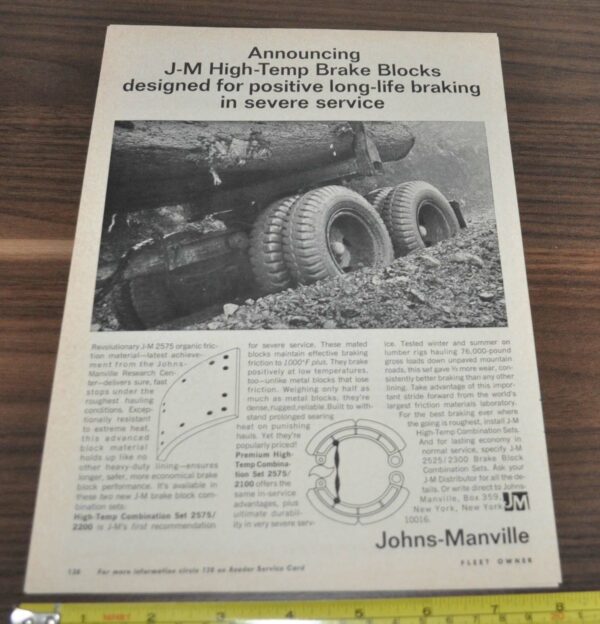 Announcing
J-M High-Temp Brake Blocks
designed for positive long-life braking
in severe service
Revolutionary J-M 2575 organic fric-
tion material—latest achieve-
ment from the Johns-
Manville Research Cen-
ter—delivers sure, fast
stops under the
roughest hauling
conditions. Excep-
tionally resistant
to extreme heat,
this advanced
block material
holds up like no
other heavy-duty lining—ensures
longer, safer, more economical brake
block performance. It's available in
these two new J-M brake block com-
bination sets:
High-Temp Combination Set 2575/
2200 is J-M's first recommendation
for severe service. These mated
blocks maintain effective braking
friction to 1000°F plus. They brake
positively at low temperatures,
too—unlike metal blocks that lose
friction. Weighing only half as
much as metal blocks, they're
dense, rugged, reliable. Built to with-
stand prolonged searing
heat on punishing
hauls. Yet they're
popularly priced!
Premium High-
Temp Combina-
tion Set 2575/
2100 offers the
same in-service
advantages, plus
ultimate durabil-
ity in very severe serv-
ice. Tested winter and summer on
lumber rigs hauling 76,000-pound
gross loads down unpaved mountain
roads, this set gave ⅓ more wear, con-
sistently better braking than any other
lining. Take advantage of this impor-
tant stride forward from the world's
largest friction materials laboratory.
For the best braking ever where
the going is roughest, install J-M
High-Temp Combination Sets.
And for lasting economy in
normal service, specify J-M
2525/2300 Brake Block
Combination Sets. Ask your
J-M Distributor for all the de-
tails. Or write direct to Johns-
Manville, Box 359,
New York, New York
10016.
JM
Johns-Manville
138 For more information circle 138 on Reader Service Card
FLEET OWNER
1 2 3 4 5 6 7 8